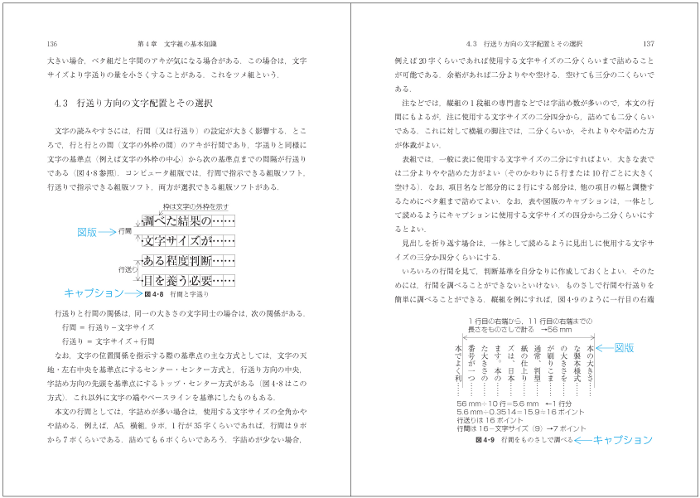 136
第4章 文字組の基本知識
大きい場合，ベタ組だと字間のアキが気になる場合がある．この場合は，文字
サイズより字送りの量を小さくすることがある．これをツメ組という．
4.3 行送り方向の文字配置とその選択
文字の読みやすさには，行間（又は行送り）の設定が大きく影響する．とこ
ろで，行と行との間（文字の外枠の間）のアキが行間であり，字送りと同様に
文字の基準点（例えば文字の外枠の中心）から次の基準点までの間隔が行送り
である（図4・8参照）．コンピュータ組版では，行間で指示できる組版ソフト，
行送りで指示できる組版ソフト，両方が選択できる組版ソフトがある．
枠は文字の外枠を示す
図版
行間
行送り
調べた結果の……
文字サイズが……
ある程度判断……
目を養う必要……
キャプション
図4・8 行間と字送り
行送りと行間の関係は，同一の大きさの文字同士の場合は，次の関係がある．
行間 ＝ 行送り－文字サイズ
行送り ＝ 文字サイズ＋行間
なお，文字の位置関係を指示する際の基準点の主な方式としては，文字の天
地・左右中央を基準点にするセンター・センター方式と，行送り方向の中央，
字詰め方向の先頭を基準点にするトップ・センター方式がある（図4・8はこの
方式）．これ以外に文字の端やベースラインを基準にしたものもある．
本文の行間としては，字詰めが多い場合は，使用する文字サイズの全角かや
や詰める．例えば，A5，横組，9ポ，1行が35字くらいであれば，行間は9ポ
から7ポくらいである．詰めても6ポくらいであろう．字詰めが少ない場合，
4.3 行送り方向の文字配置とその選択
137
例えば20字くらいであれば使用する文字サイズの二分くらいまで詰めること
が可能である．余裕があれば二分よりやや空ける．空けても三分の二くらいで
ある．
注などでは，縦組の1段組の専門書などでは字詰め数が多いので，本文の行
間にもよるが，注に使用する文字サイズの二分四分から，詰めても二分くらい
である．これに対して横組の脚注では，二分くらいか，それよりやや詰めた方
が体裁がよい．
表組では，一般に表に使用する文字サイズの二分にすればよい．大きな表で
は二分よりやや詰めた方がよい（そのかわりに5行または10行ごとに大きく
空ける）．なお，項目名など部分的に2行にする部分は，他の項目の幅と調整す
るためにベタ組まで詰めてよい．なお，表や図版のキャプションは，一体とし
て読めるようにキャプションに使用する文字サイズの四分から二分くらいにす
るとよい．
見出しを折り返す場合は，一体として読めるように見出しに使用する文字サ
イズの三分か四分くらいにする．
いろいろの行間を見て，判断基準を自分なりに作成しておくとよい．そのた
めには，行間を調べることができないといけない．ものさしで行間や行送りを
簡単に調べることができる．縦組を例にすれば，図4・9のように一行目の右端
1行目の右端から，11行目の右端までの
長さをものさしで計る →56 mm
本の大きさ……
な製本様式……
の大きさを……
が刷りこま……
通常，判型……
紙の仕上り……
ズは，日本……
ます．本の……
た大きさの……
番号が一つ……
本でよく利……
図版
56 mm÷10行＝5.6 mm ←1行分
5.6 mm÷0.3514＝15.9≒16ポイント
行送りは16ポイント
行間は16－文字サイズ（9）→7ポイント
図4・9 行間をものさしで調べる
キャプション